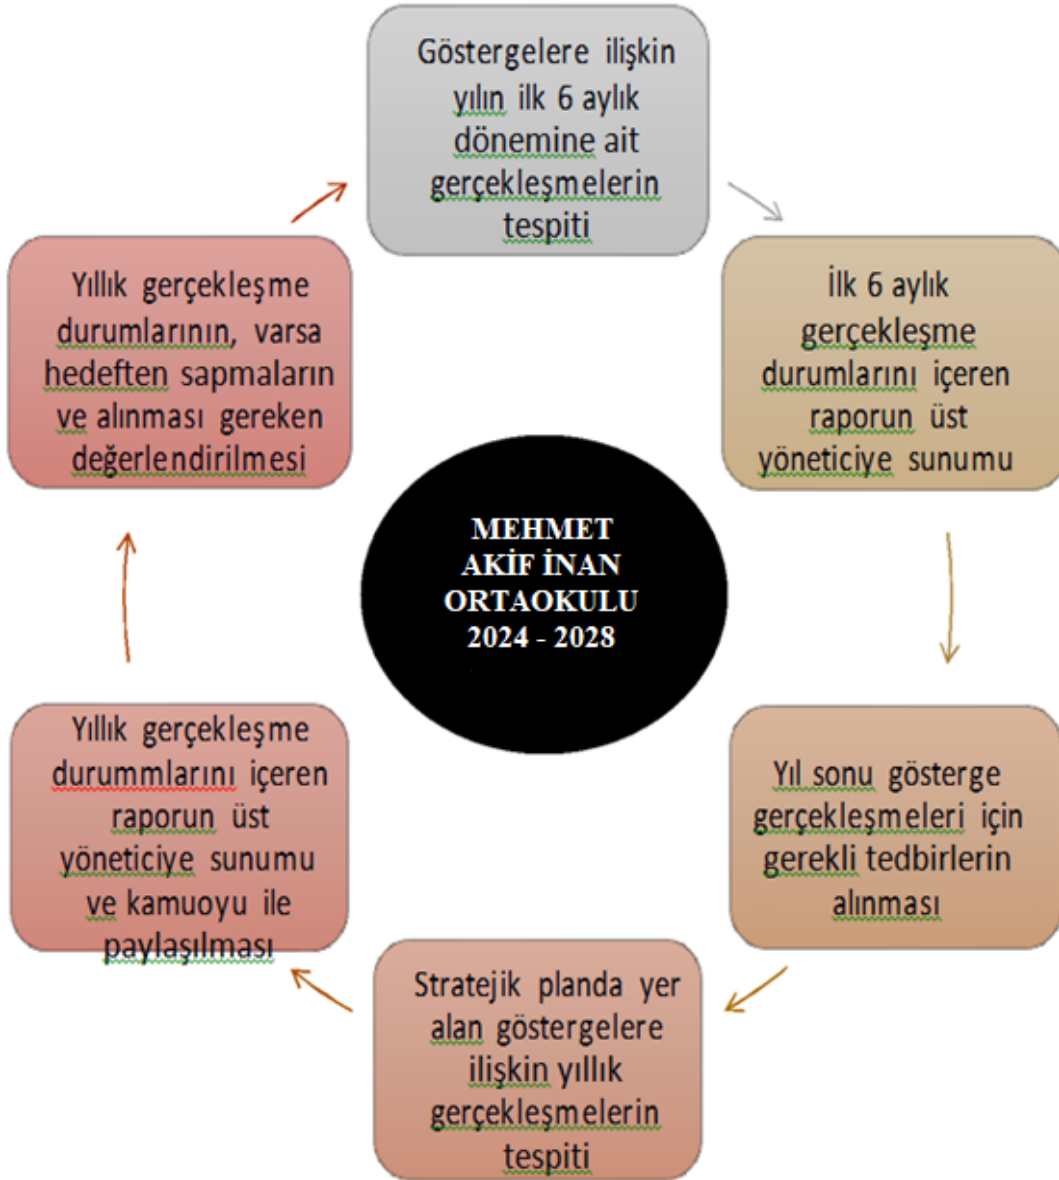 Göstergelere ilişkin
yılın ilk 6 aylık
dönemine ait
gerçekleşmelerin
tespiti
İlk 6 aylık
gerçekleşme
durumlarını içeren
raporun üst
yöneticiye sunumu
Yıl sonu gösterge
gerçekleşmeleri için
gerekli tedbirlerin
alınması
Stratejik planda yer
alan göstergelere
ilişkin yıllık
gerçekleşmelerin
tespiti
Yıllık gerçekleşme
durummlarını içeren
raporun üst
yöneticiye sunumu
ve kamuoyu ile
paylaşılması
Yıllık gerçekleşme
durumlarının, varsa
hedeften sapmaların
ve alınması gereken
değerlendirilmesi
MEHMET
AKİF İNAN
ORTAOKULU
2024 - 2028